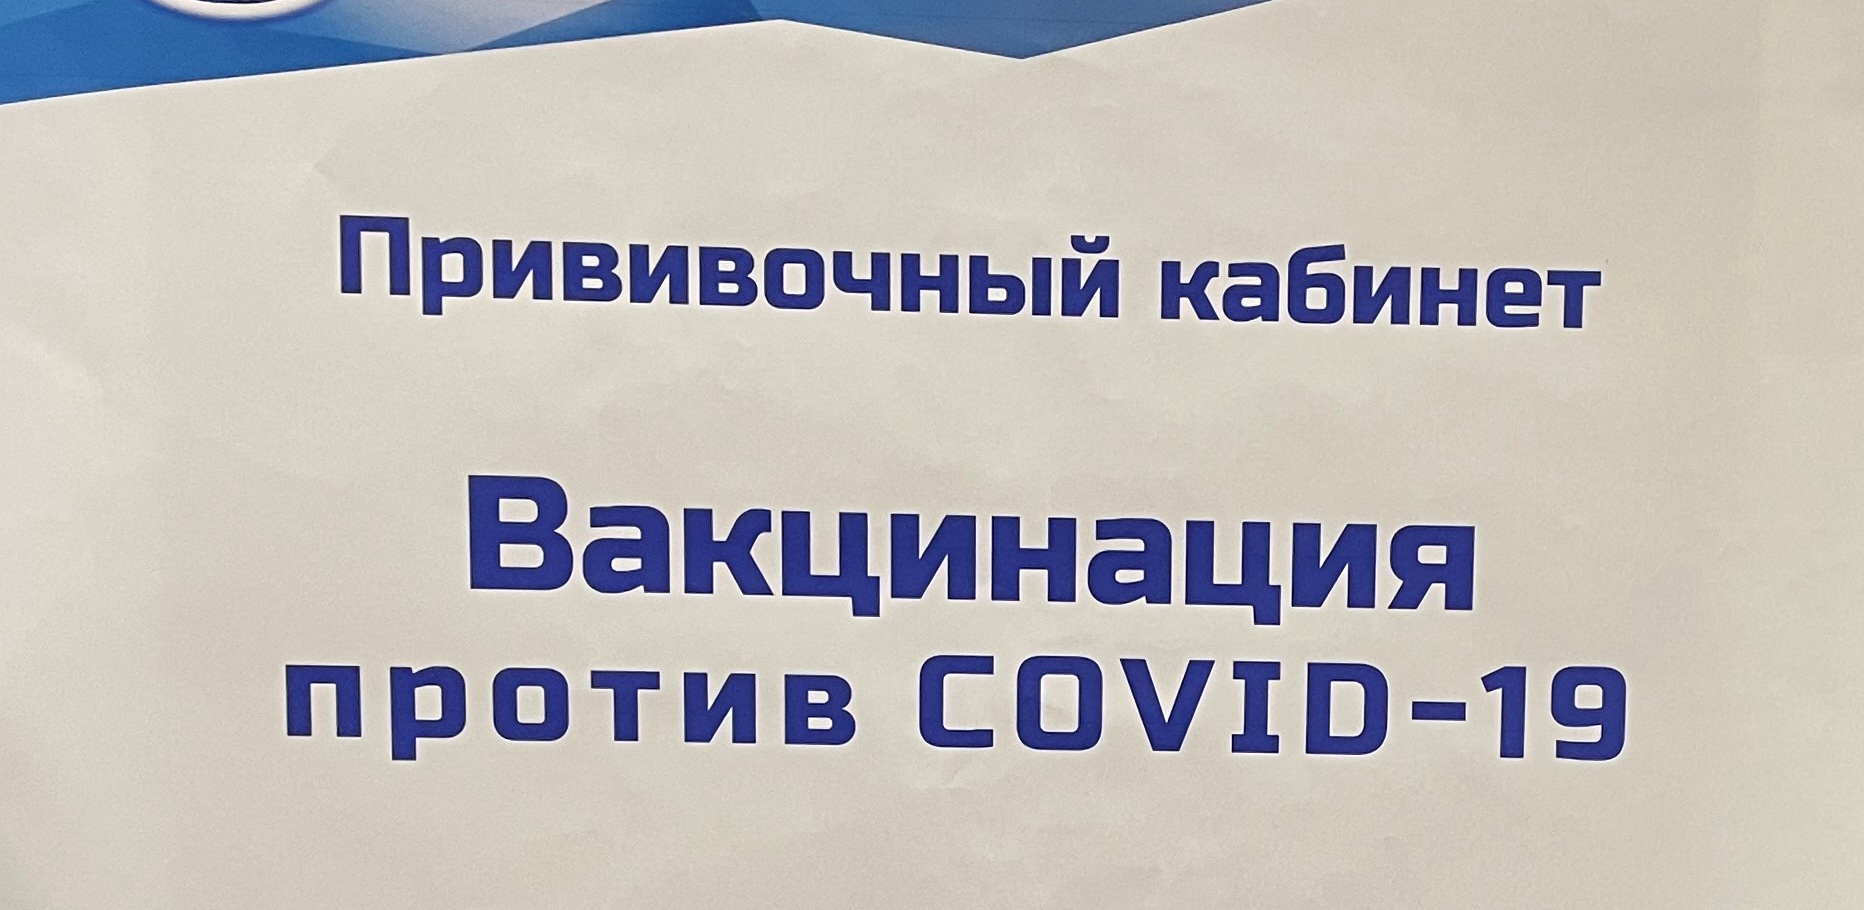 Прививочный кабинет
Вакцинация
против COVID-19